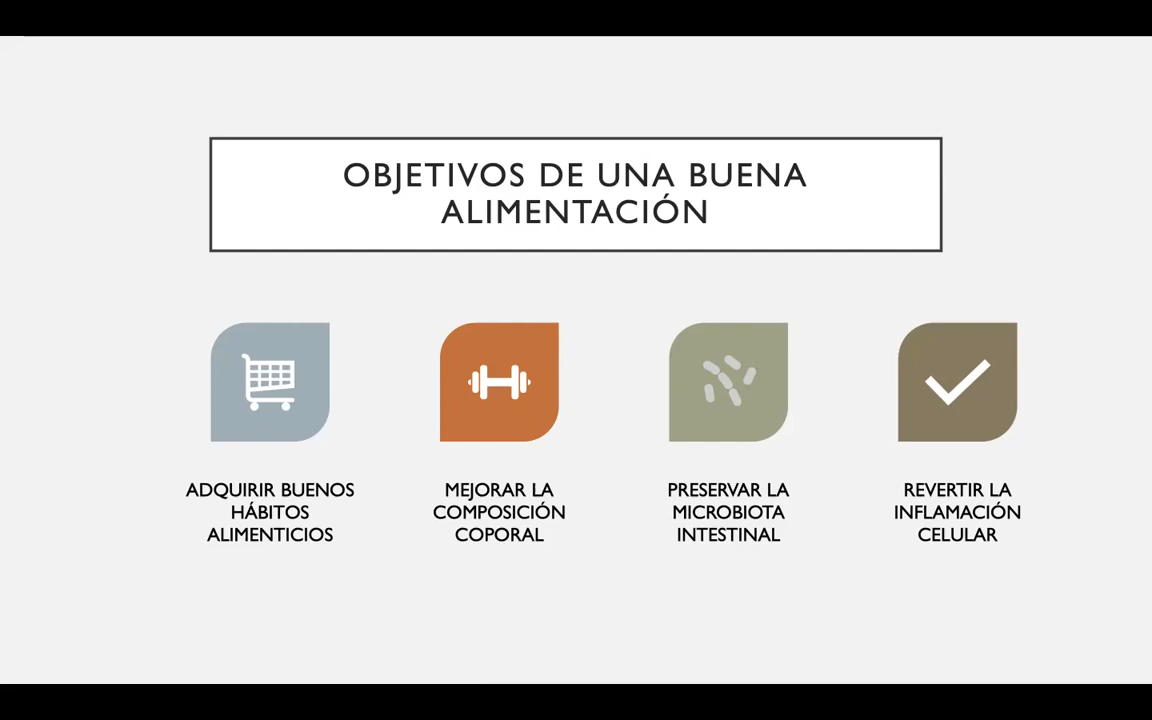 OBJETIVOS DE UNA BUENA
ALIMENTACIÓN
ADQUIRIR BUENOS
HÁBITOS
ALIMENTICIOS
MEJORAR LA
COMPOSICIÓN
COPORAL
PRESERVAR LA
MICROBIOTA
INTESTINAL
REVERTIR LA
INFLAMACIÓN
CELULAR